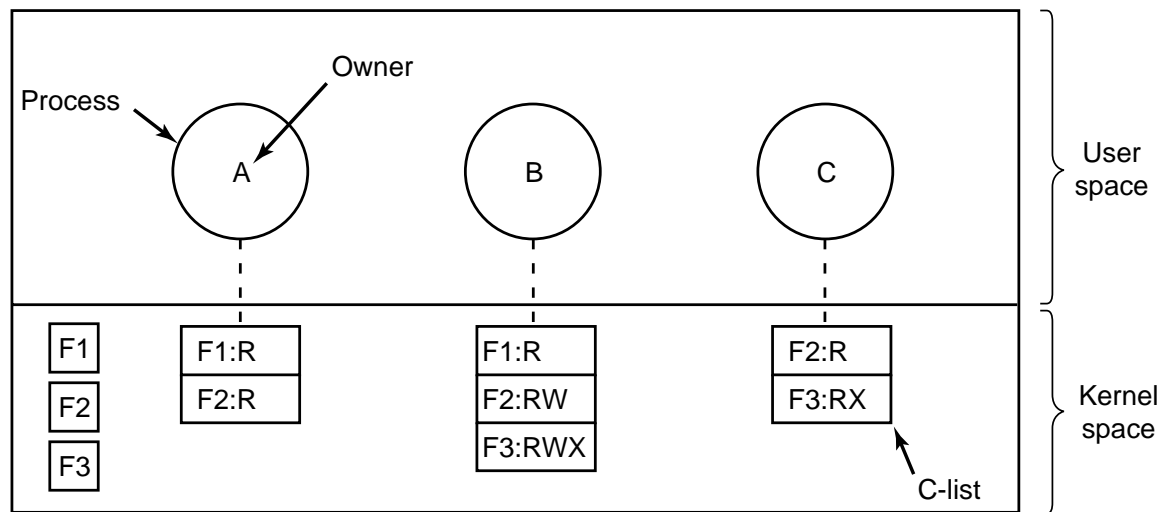 Owner
Process
A
B
C
User
space
F1
F2
F3
F1:R
F2:R
F1:R
F2:RW
F3:RWX
F2:R
F3:RX
C-list
Kernel
space